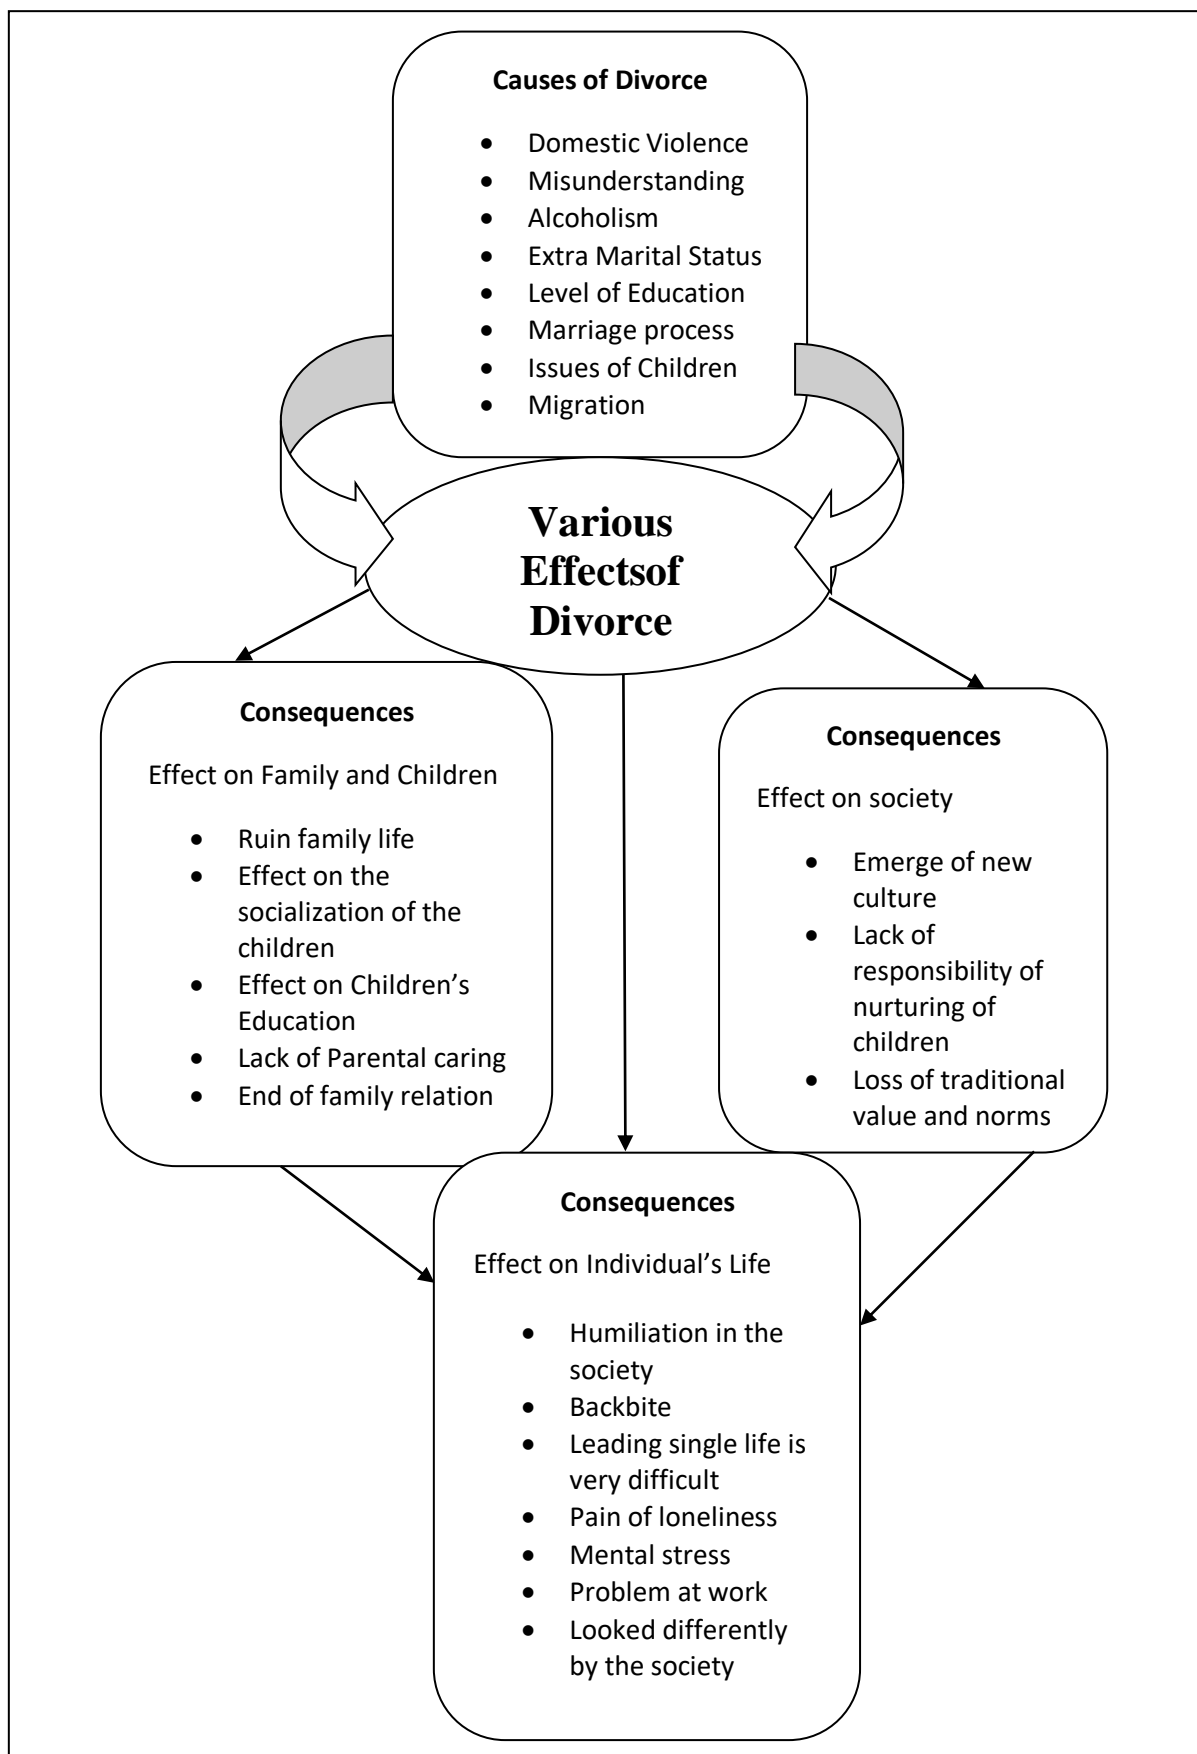 Causes of Divorce
• Domestic Violence
• Misunderstanding
• Alcoholism
• Extra Marital Status
• Level of Education
• Marriage process
• Issues of Children
• Migration
Various
Effectsof
Divorce
Consequences
Effect on Family and Children
• Ruin family life
• Effect on the
socialization of the
children
• Effect on Children’s
Education
• Lack of Parental caring
• End of family relation
Consequences
Effect on society
• Emerge of new
culture
• Lack of
responsibility of
nurturing of
children
• Loss of traditional
value and norms
Consequences
Effect on Individual’s Life
• Humiliation in the
society
• Backbite
• Leading single life is
very difficult
• Pain of loneliness
• Mental stress
• Problem at work
• Looked differently
by the society